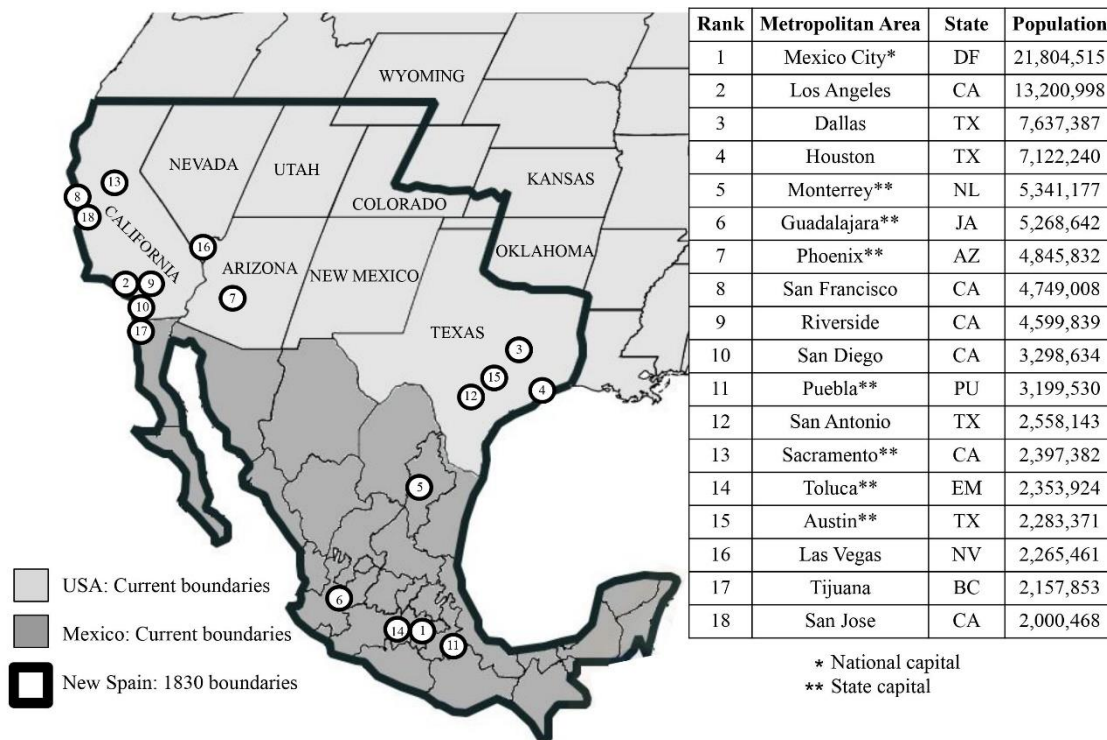 WYOMING
NEVADA
UTAH
COLORADO
KANSAS
CALIFORNIA
ARIZONA
NEW MEXICO
OKLAHOMA
TEXAS
13
8
18
16
2
9
7
10
17
3
15
12
4
5
6
14
1
11
USA: Current boundaries
Mexico: Current boundaries
New Spain: 1830 boundaries
Rank Metropolitan Area State Population
1 Mexico City* DF 21,804,515
2 Los Angeles CA 13,200,998
3 Dallas TX 7,637,387
4 Houston TX 7,122,240
5 Monterrey** NL 5,341,177
6 Guadalajara** JA 5,268,642
7 Phoenix** AZ 4,845,832
8 San Francisco CA 4,749,008
9 Riverside CA 4,599,839
10 San Diego CA 3,298,634
11 Puebla** PU 3,199,530
12 San Antonio TX 2,558,143
13 Sacramento** CA 2,397,382
14 Toluca** EM 2,353,924
15 Austin** TX 2,283,371
16 Las Vegas NV 2,265,461
17 Tijuana BC 2,157,853
18 San Jose CA 2,000,468
* National capital
** State capital